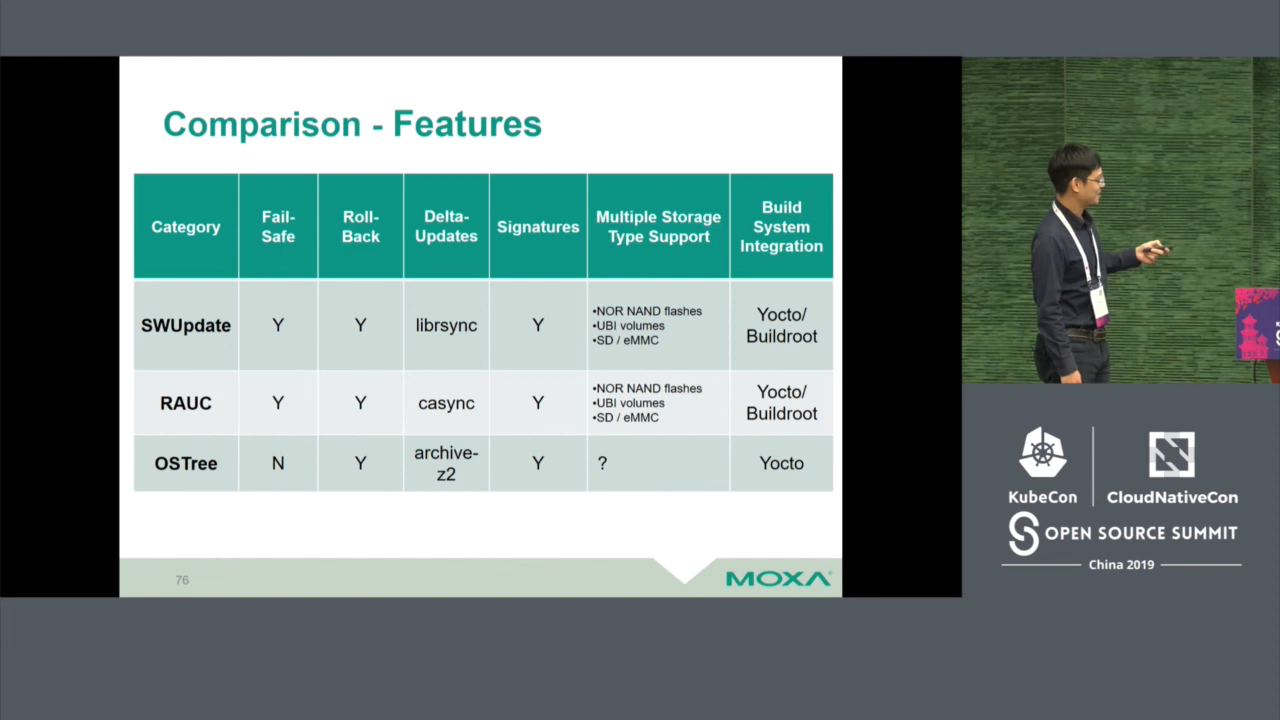 Comparison - Features
Category
Fail-
Safe
Roll-
Back
Delta-
Updates
Signatures
Multiple Storage
Type Support
Build
System
Integration
SWUpdate
Y
Y
librsync
Y
•NOR NAND flashes
•UBI volumes
•SD / eMMC
Yocto/
Buildroot
RAUC
Y
Y
casync
Y
•NOR NAND flashes
•UBI volumes
•SD / eMMC
Yocto/
Buildroot
OSTree
N
Y
archive-
z2
Y
?
Yocto
76
MOXA
KubeCon
CloudNativeCon
OPEN SOURCE SUMMIT
China 2019